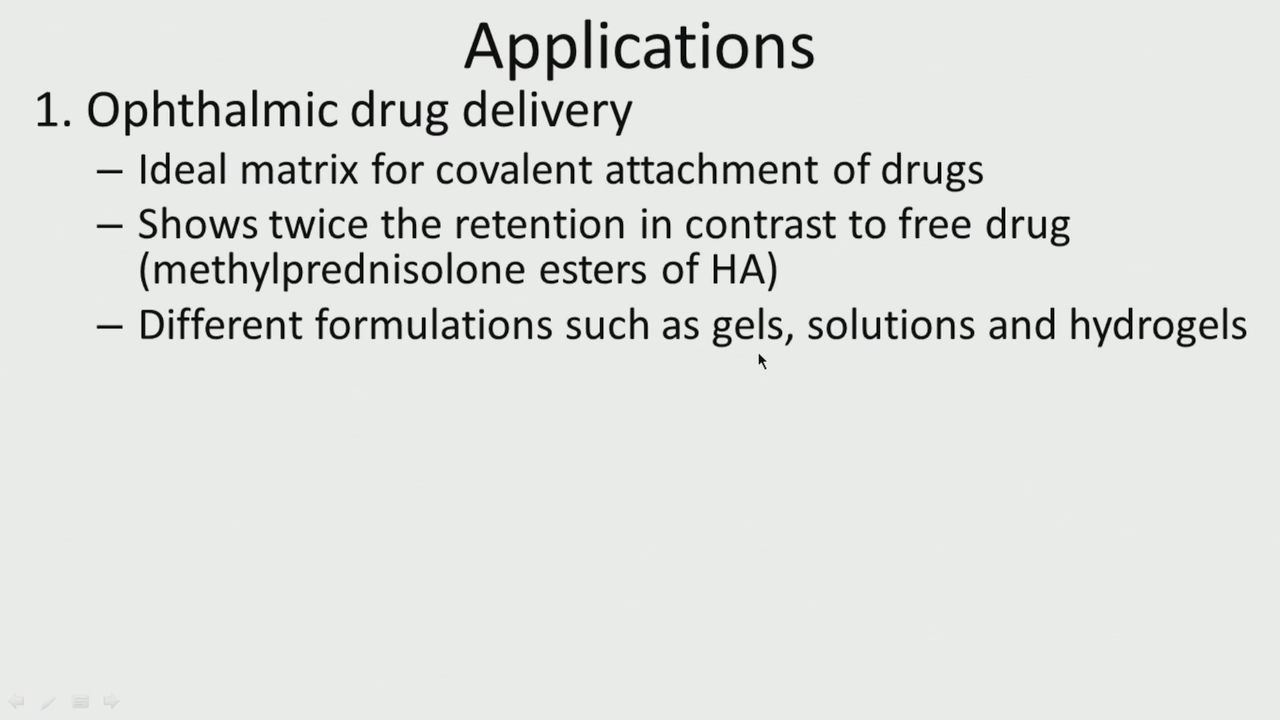 Applications
1. Ophthalmic drug delivery
– Ideal matrix for covalent attachment of drugs
– Shows twice the retention in contrast to free drug
(methylprednisolone esters of HA)
– Different formulations such as gels, solutions and hydrogels